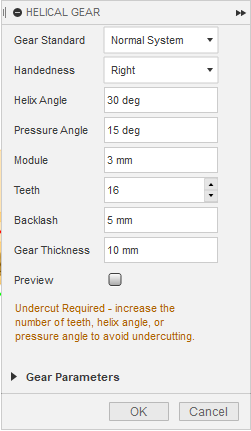 HELICAL GEAR
Gear Standard Normal System
Handedness Right
Helix Angle 30 deg
Pressure Angle 15 deg
Module 3 mm
Teeth 16
Backlash 5 mm
Gear Thickness 10 mm
Preview
Undercut Required - increase the
number of teeth, helix angle, or
pressure angle to avoid undercutting.
Gear Parameters
OK Cancel